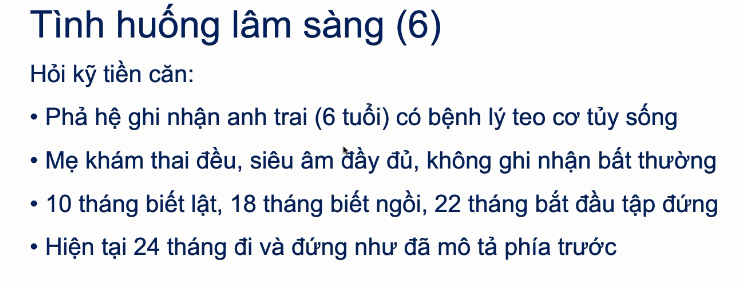 Tình huống lâm sàng (6)
Hỏi kỹ tiền căn:
• Phả hệ ghi nhận anh trai (6 tuổi) có bệnh lý teo cơ tủy sống
• Mẹ khám thai đều, siêu âm đầy đủ, không ghi nhận bất thường
• 10 tháng biết lật, 18 tháng biết ngồi, 22 tháng bắt đầu tập đứng
• Hiện tại 24 tháng đi và đứng như đã mô tả phía trước